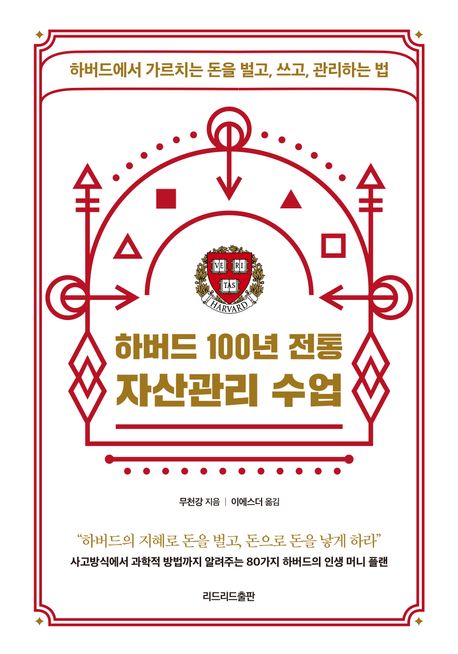 하버드에서 가르치는 돈을 벌고, 쓰고, 관리하는 법
VE RI
TAS
HARVARD
하버드 100년 전통
자산관리 수업
무천강 지음 | 이에스더 옮김
“하버드의 지혜로 돈을 벌고, 돈으로 돈을 낳게 하라”
사고방식에서 과학적 방법까지 알려주는 80가지 하버드의 인생 머니 플랜
리드리드출판